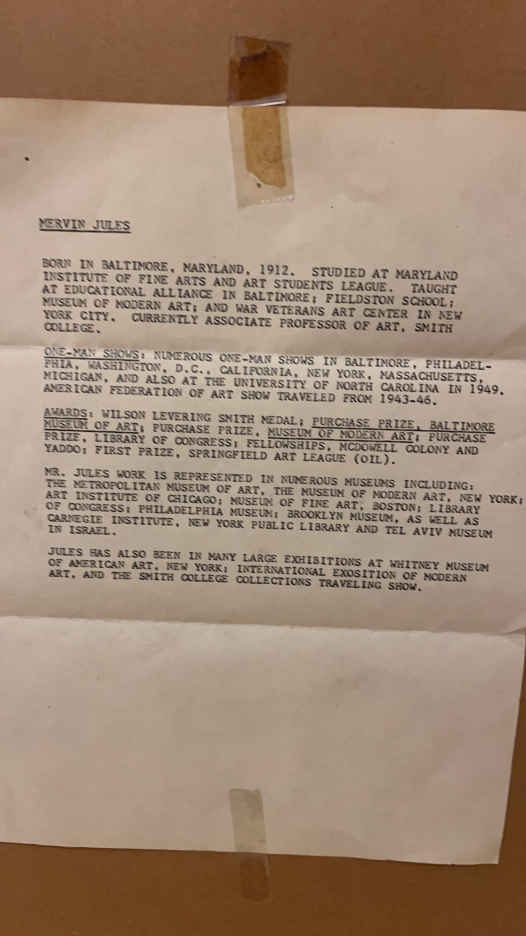 MERVIN JULES
BORN IN BALTIMORE, MARYLAND, 1912. STUDIED AT MARYLAND
INSTITUTE OF FINE ARTS AND ART STUDENTS LEAGUE. TAUGHT
AT EDUCATIONAL ALLIANCE IN BALTIMORE; FIELDSTON SCHOOL;
MUSEUM OF MODERN ART; AND WAR VETERANS ART CENTER IN NEW
YORK CITY. CURRENTLY ASSOCIATE PROFESSOR OF ART, SMITH
COLLEGE.
ONE-MAN SHOWS: NUMEROUS ONE-MAN SHOWS IN BALTIMORE, PHILADEL-
PHIA, WASHINGTON, D.C., CALIFORNIA, NEW YORK, MASSACHUSETTS,
MICHIGAN, AND ALSO AT THE UNIVERSITY OF NORTH CAROLINA IN 1949.
AMERICAN FEDERATION OF ART SHOW TRAVELED FROM 1943-46.
AWARDS: WILSON LEVERING SMITH MEDAL; PURCHASE PRIZE, BALTIMORE
MUSEUM OF ART; PURCHASE PRIZE, MUSEUM OF MODERN ART; PURCHASE
PRIZE, LIBRARY OF CONGRESS; FELLOWSHIPS, MCDOWELL COLONY AND
YADDO; FIRST PRIZE, SPRINGFIELD ART LEAGUE (OIL).
MR. JULES WORK IS REPRESENTED IN NUMEROUS MUSEUMS INCLUDING:
THE METROPOLITAN MUSEUM OF ART, THE MUSEUM OF MODERN ART, NEW YORK;
ART INSTITUTE OF CHICAGO; MUSEUM OF FINE ART, BOSTON; LIBRARY
OF CONGRESS; PHILADELPHIA MUSEUM; BROOKLYN MUSEUM, AS WELL AS
CARNEGIE INSTITUTE, NEW YORK PUBLIC LIBRARY AND TEL AVIV MUSEUM
IN ISRAEL.
JULES HAS ALSO BEEN IN MANY LARGE EXHIBITIONS AT WHITNEY MUSEUM
OF AMERICAN ART, NEW YORK; INTERNATIONAL EXOSITION OF MODERN
ART, AND THE SMITH COLLEGE COLLECTIONS TRAVELING SHOW.